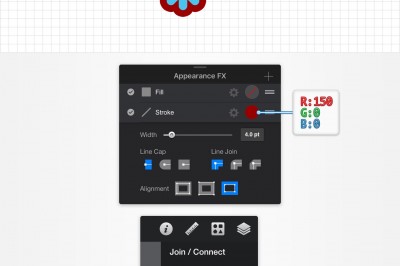 Appearance FX
Fill
Stroke
R:150
G:0
B:0
Width
4.0 pt
Line Cap
Line Join
Alignment
Join / Connect